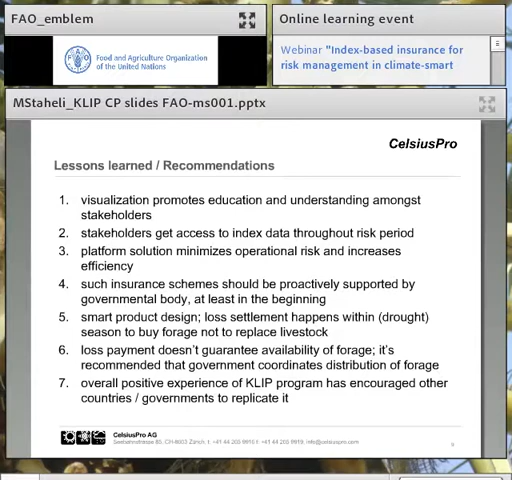 FAO_emblem
Online learning event
Food and Agriculture Organization
of the United Nations
Webinar "Index-based insurance for
risk management in climate-smart
MStaheli_KLIP CP slides FAO-ms001.pptx
CelsiusPro
Lessons learned / Recommendations
1. visualization promotes education and understanding amongst
stakeholders
2. stakeholders get access to index data throughout risk period
3. platform solution minimizes operational risk and increases
efficiency
4. such insurance schemes should be proactively supported by
governmental body, at least in the beginning
5. smart product design; loss settlement happens within (drought)
season to buy forage not to replace livestock
6. loss payment doesn't guarantee availability of forage; it's
recommended that government coordinates distribution of forage
7. overall positive experience of KLIP program has encouraged other
countries / governments to replicate it
CelsiusPro AG